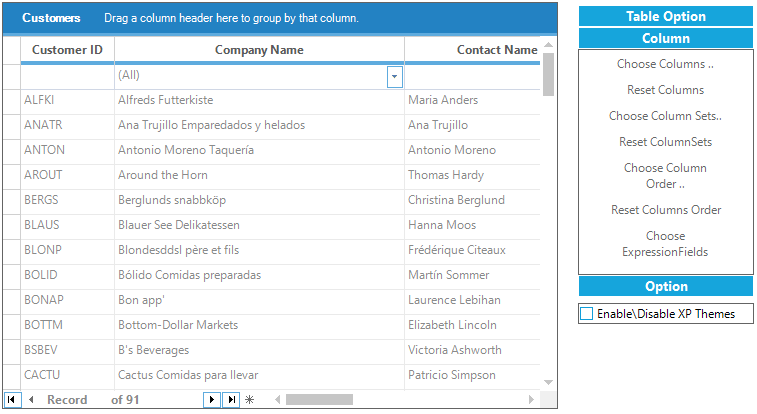 Customers Drag a column header here to group by that column.
Customer ID Company Name Contact Name
(All)
ALFKI Alfreds Futterkiste Maria Anders
ANATR Ana Trujillo Emparedados y helados Ana Trujillo
ANTON Antonio Moreno Taquería Antonio Moreno
AROUT Around the Horn Thomas Hardy
BERGS Berglunds snabbköp Christina Berglund
BLAUS Blauer See Delikatessen Hanna Moos
BLONP Blondesddsl père et fils Frédérique Citeaux
BOLID Bólido Comidas preparadas Martín Sommer
BONAP Bon app' Laurence Lebihan
BOTTM Bottom-Dollar Markets Elizabeth Lincoln
BSBEV B's Beverages Victoria Ashworth
CACTU Cactus Comidas para llevar Patricio Simpson
Record of 91
Table Option
Column
Choose Columns ..
Reset Columns
Choose Column Sets..
Reset ColumnSets
Choose Column
Order ..
Reset Columns Order
Choose
ExpressionFields
Option
Enable\Disable XP Themes